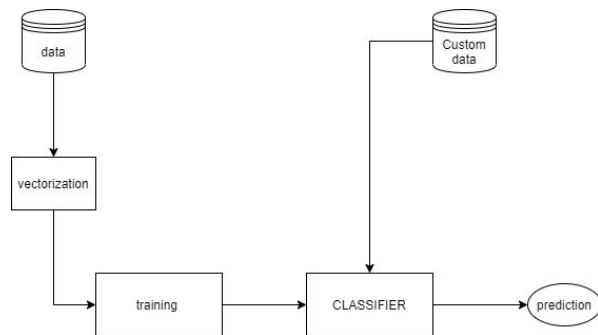 data
Custom
data
vectorization
training
CLASSIFIER
prediction